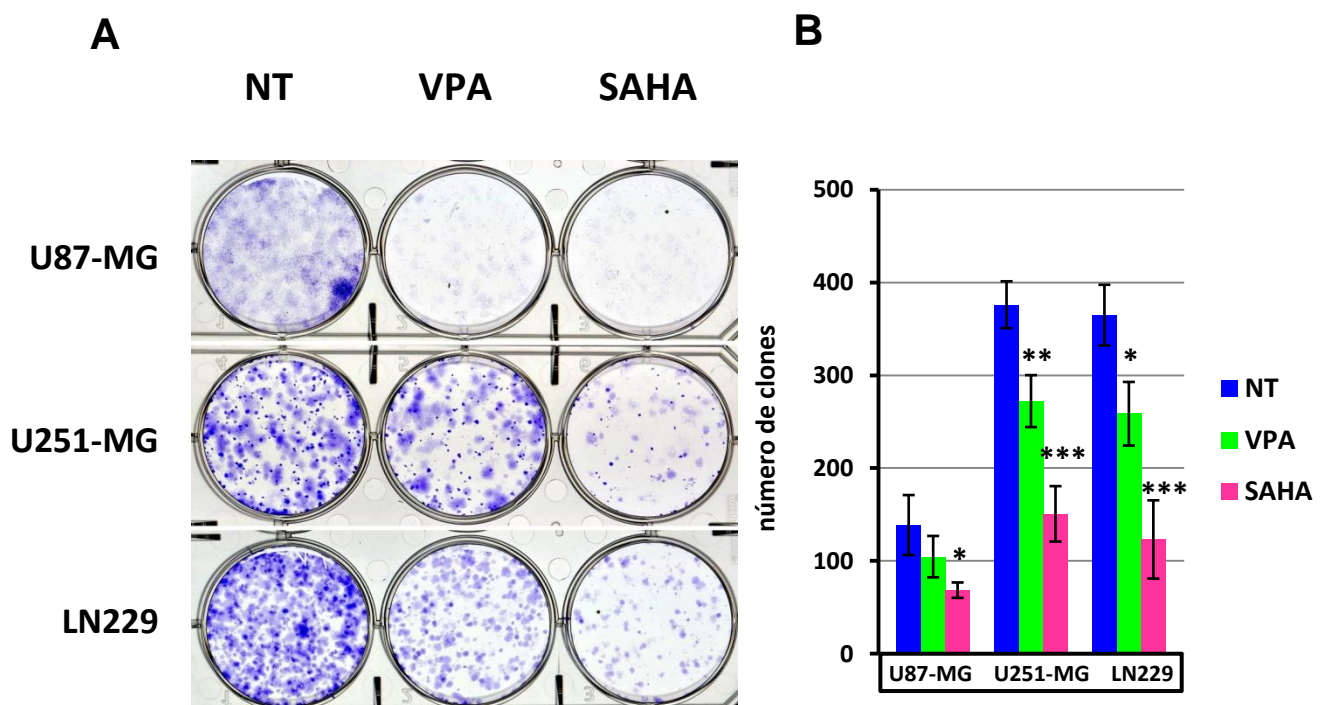 A
B
NT VPA SAHA
U87-MG
U251-MG
LN229
número de clones
500
400
300
200
100
0
*
**
***
*
***
U87-MG U251-MG LN229
NT
VPA
SAHA